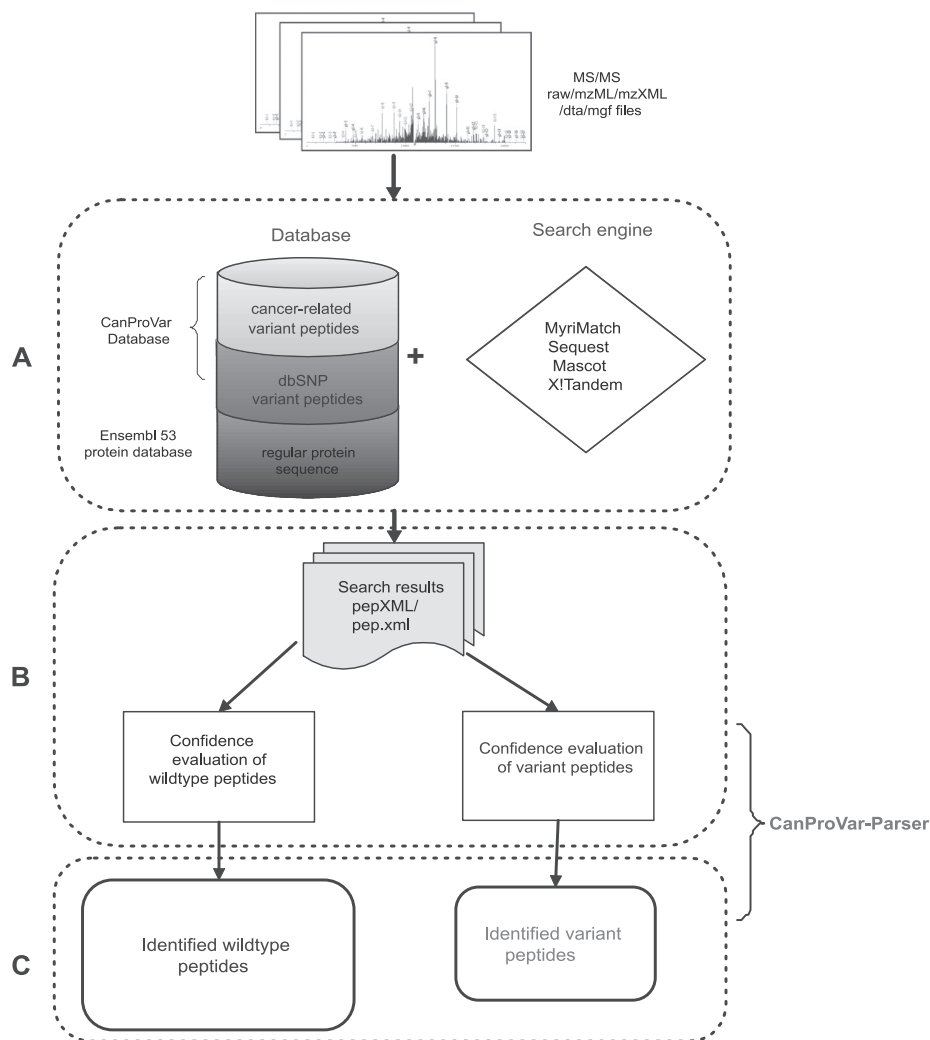 MS/MS
raw/mzML/mzXML
/dta/mgf files
Database
Search engine
CanProVar
Database
cancer-related
variant peptides
dbSNP
variant peptides
Ensembl 53
protein database
regular protein
sequence
+
MyriMatch
Sequest
Mascot
X!Tandem
A
Search results
pepXML/
pep.xml
B
Confidence
evaluation of
wildtype peptides
Confidence evaluation
of variant peptides
CanProVar-Parser
C
Identified wildtype
peptides
Identified variant
peptides